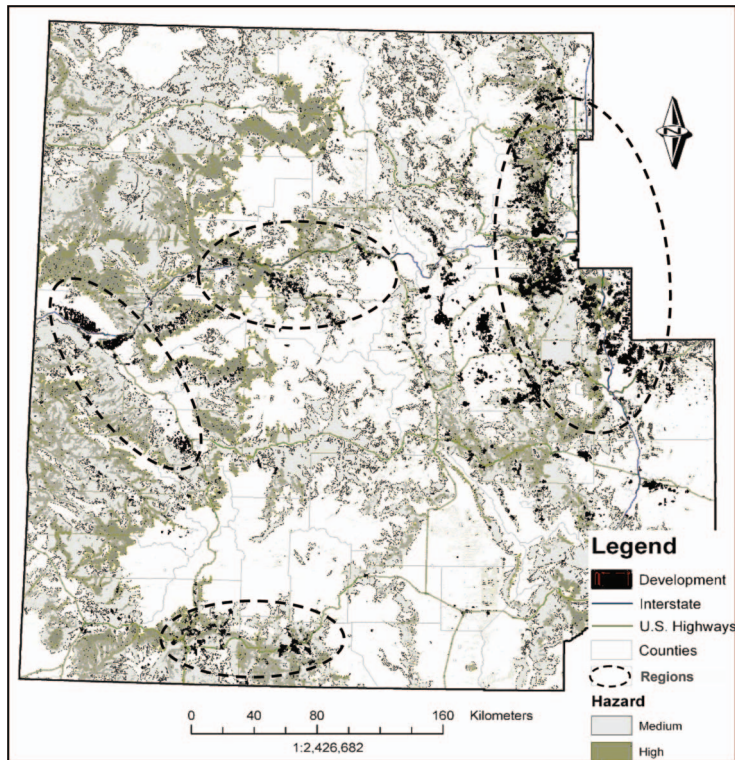 N
Legend
Development
Interstate
U.S. Highways
Counties
Regions
Hazard
Medium
High
0 40 80 160 Kilometers
1:2,426,682